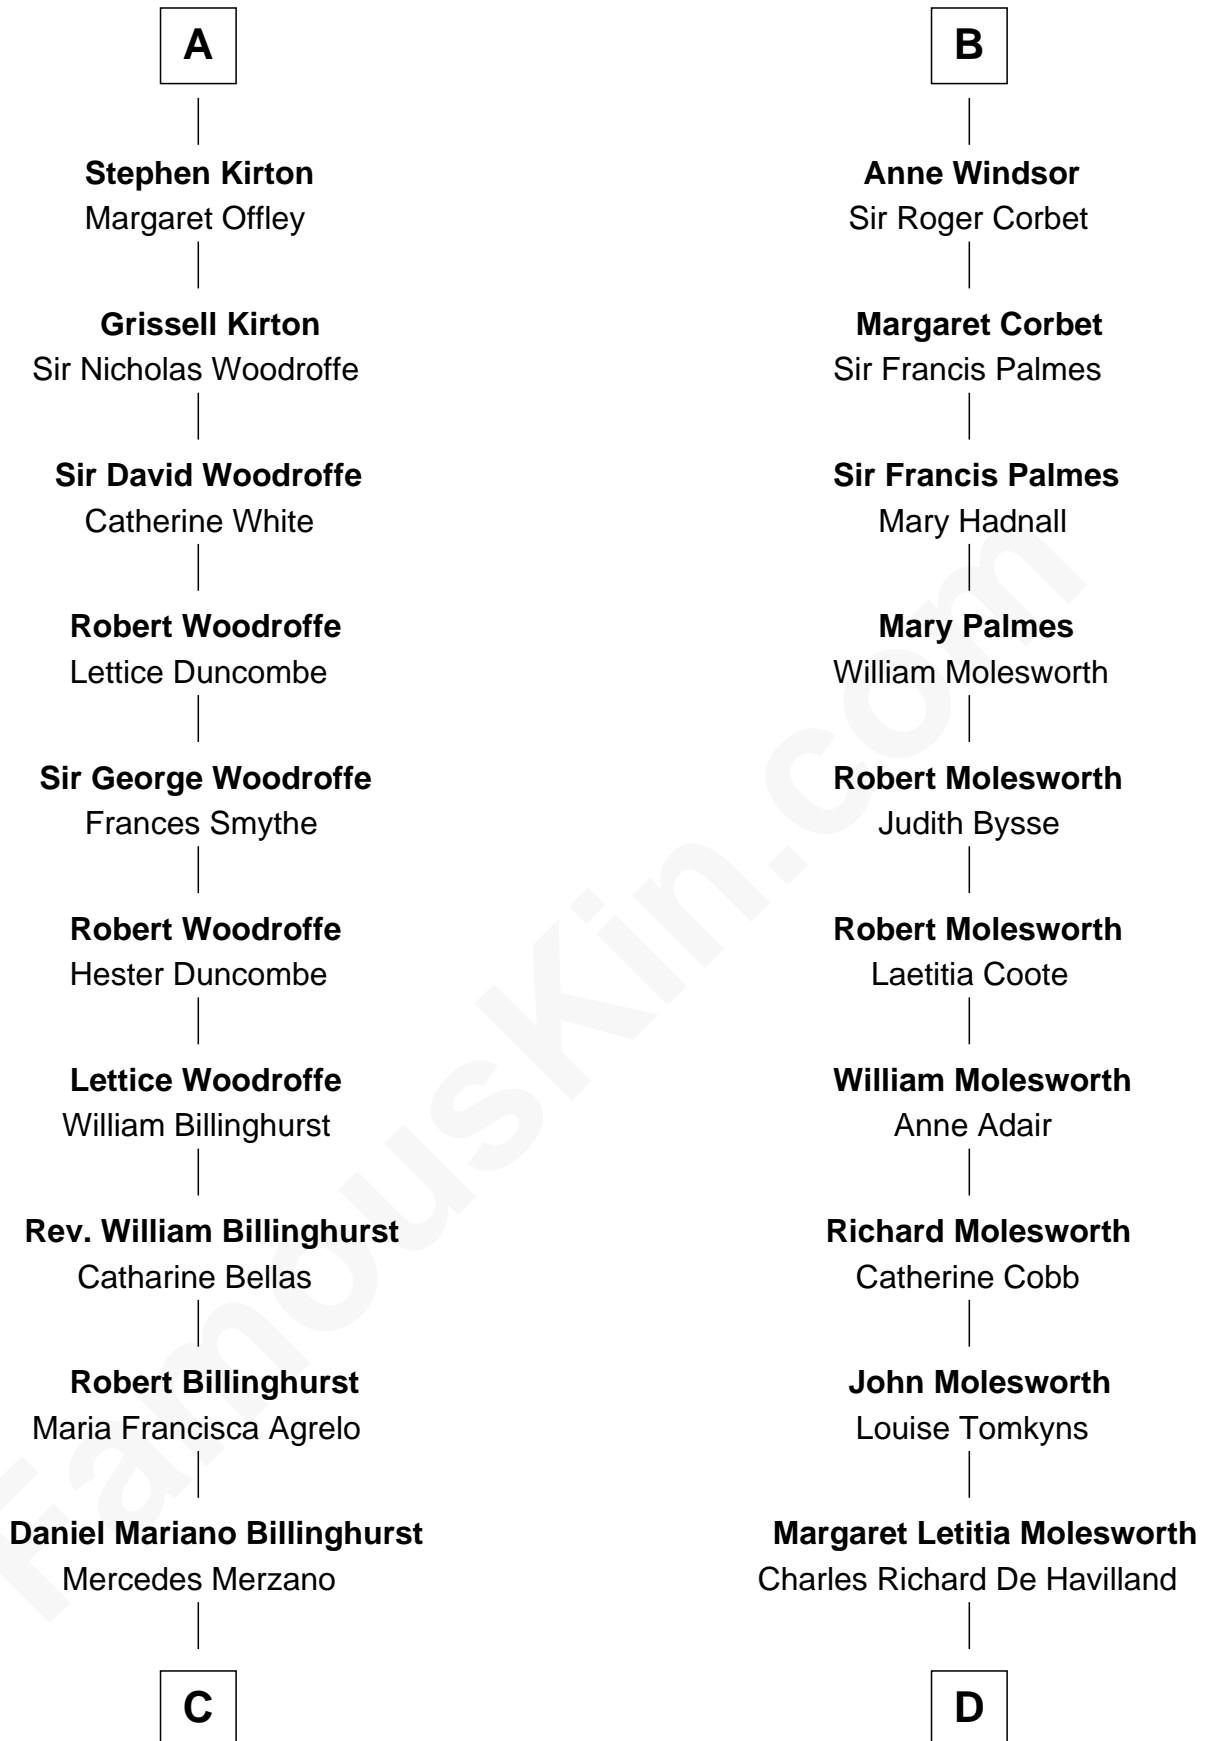 A
Stephen Kirton
Margaret Offley
Grissell Kirton
Sir Nicholas Woodroffe
Sir David Woodroffe
Catherine White
Robert Woodroffe
Lettice Duncombe
Sir George Woodroffe
Frances Smythe
Robert Woodroffe
Hester Duncombe
Lettice Woodroffe
William Billinghurst
Rev. William Billinghurst
Catharine Bellas
Robert Billinghurst
Maria Francisca Agrelo
Daniel Mariano Billinghurst
Mercedes Merzano
C
B
Anne Windsor
Sir Roger Corbet
Margaret Corbet
Sir Francis Palmes
Sir Francis Palmes
Mary Hadnall
Mary Palmes
William Molesworth
Robert Molesworth
Judith Bysse
Robert Molesworth
Laetitia Coote
William Molesworth
Anne Adair
Richard Molesworth
Catherine Cobb
John Molesworth
Louise Tomkyns
Margaret Letitia Molesworth
Charles Richard De Havilland
D
FamousKin.com